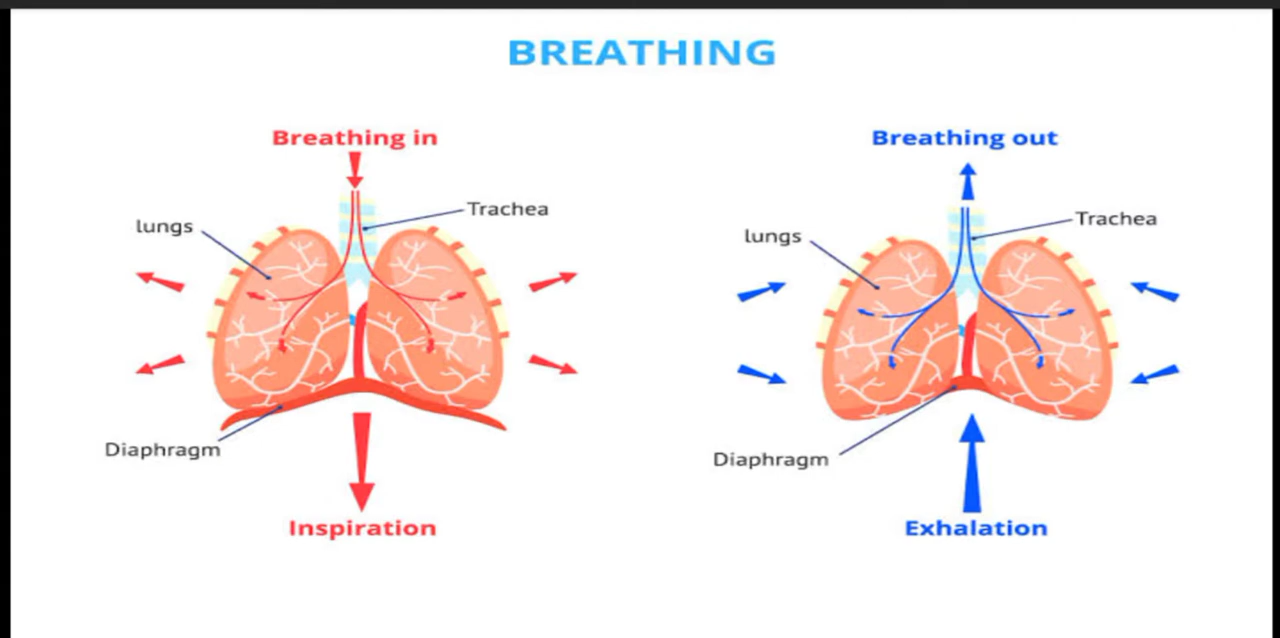 BREATHING
Breathing in
Trachea
lungs
Diaphragm
Inspiration
Breathing out
Trachea
lungs
Diaphragm
Exhalation